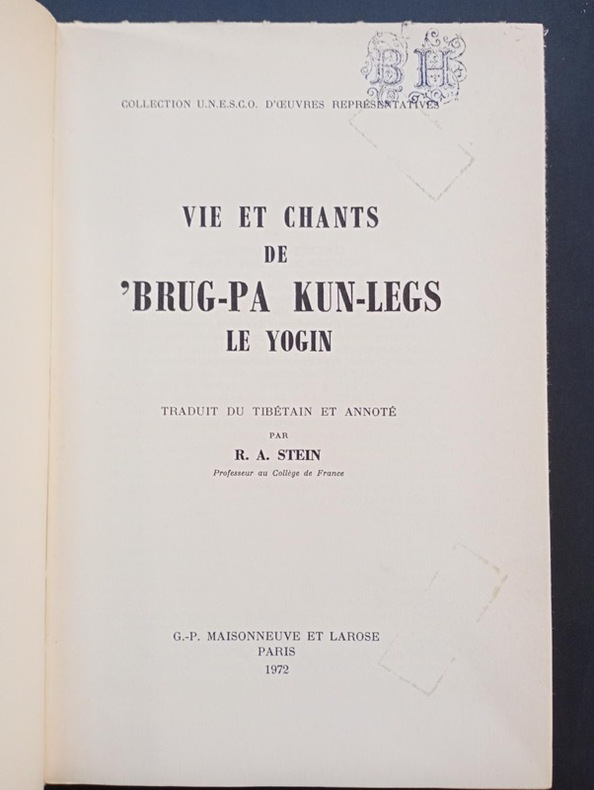 B H
COLLECTION U.N.E.S.C.O. D'ŒUVRES REPRÉSENTATIVES
VIE ET CHANTS
DE
'BRUG-PA KUN-LEGS
LE YOGIN
TRADUIT DU TIBÉTAIN ET ANNOTÉ
PAR
R. A. STEIN
Professeur au Collège de France
G.-P. MAISONNEUVE ET LAROSE
PARIS
1972